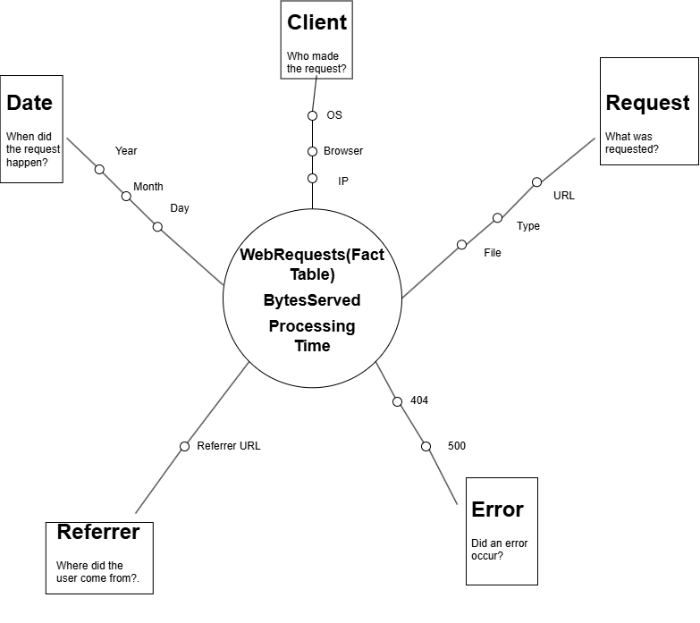 Client
Who made
the request?
Date
When did
the request
happen?
Request
What was
requested?
OS
Browser
IP
Year
Month
Day
URL
Type
File
WebRequests(Fact
Table)
BytesServed
Processing
Time
404
500
Referrer URL
Referrer
Where did the
user come from?.
Error
Did an error
occur?